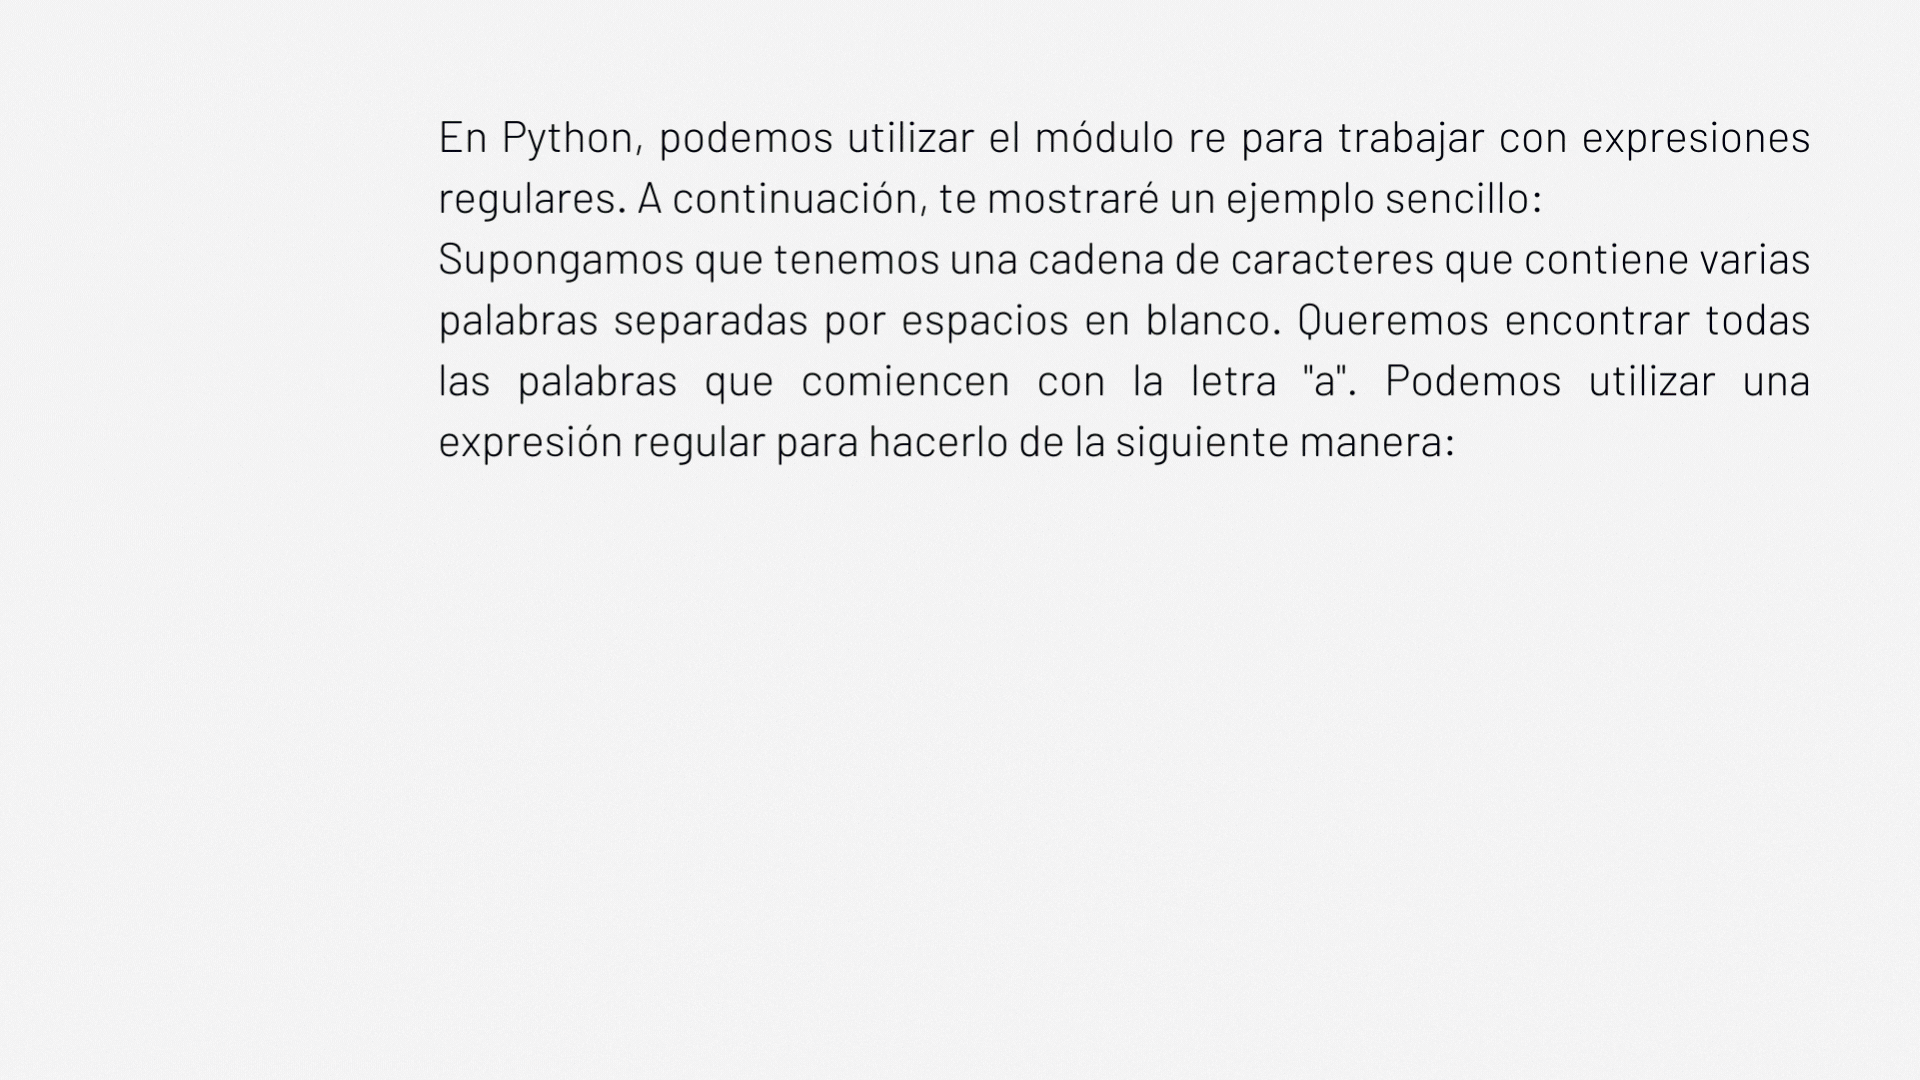 En Python, podemos utilizar el módulo re para trabajar con expresiones
regulares. A continuación, te mostraré un ejemplo sencillo:
Supongamos que tenemos una cadena de caracteres que contiene varias
palabras separadas por espacios en blanco. Queremos encontrar todas
las palabras que comiencen con la letra "a". Podemos utilizar una
expresión regular para hacerlo de la siguiente manera: